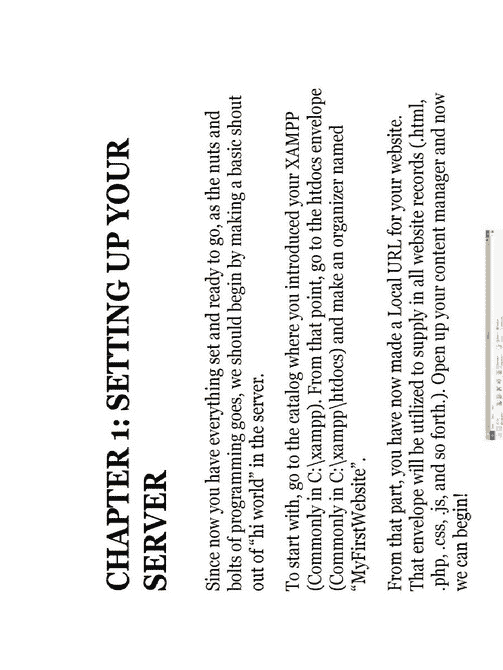 CHAPTER 1: SETTING UP YOUR
SERVER
Since now you have everything set and ready to go, as the nuts and
bolts of programming goes, we should begin by making a basic shout
out of “hi world” in the server.
To start with, go to the catalog where you introduced your XAMPP
(Commonly in C:\xampp). From that point, go to the htdocs envelope
(Commonly in C:\xampp\htdocs) and make an organizer named
“MyFirstWebsite”.
From that part, you have now made a Local URL for your website.
That envelope will be utilized to supply in all website records (.html,
.php, .css, .js, and so forth.). Open up your content manager and now
we can begin!